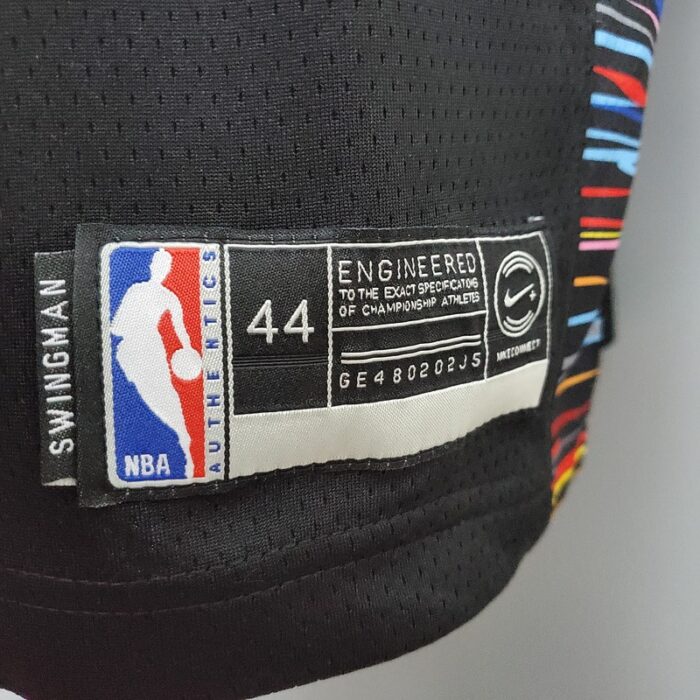 SWINGMAN
NBA
AUTHENTICS
44
ENGINEERED
TO THE EXACT SPECIFICATIONS
OF CHAMPIONSHIP ATHLETES
GE480202JS
NIKECONNECT